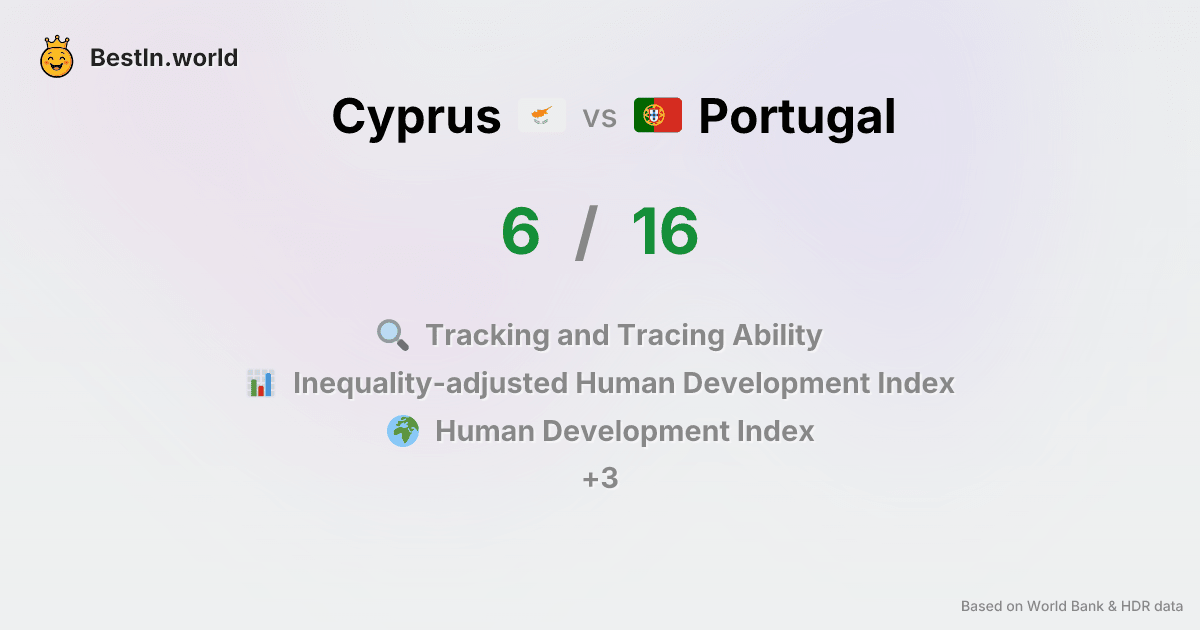 BestIn.world
Cyprus vs Portugal
6 / 16
Tracking and Tracing Ability
Inequality-adjusted Human Development Index
Human Development Index
+3
Based on World Bank & HDR data